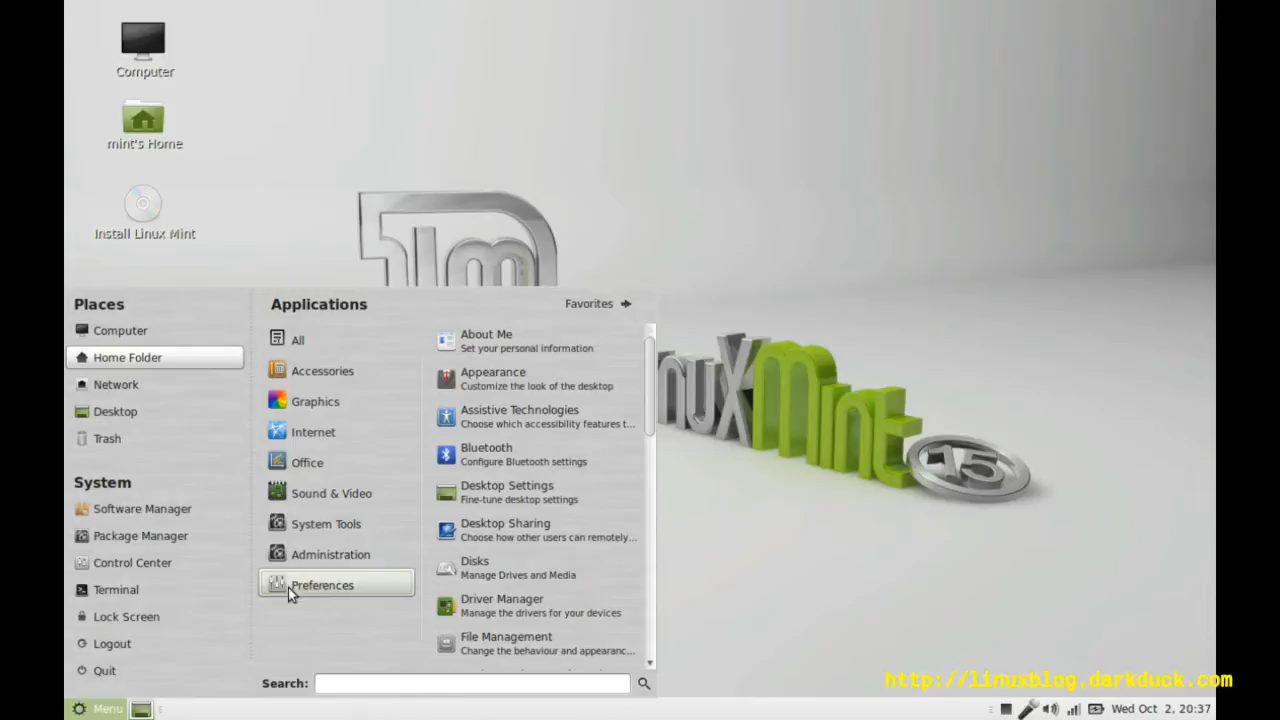 Computer
mint's Home
Install Linux Mint
Places
Computer
Home Folder
Network
Desktop
Trash
System
Software Manager
Package Manager
Control Center
Terminal
Lock Screen
Logout
Quit
Applications
Favorites
All
Accessories
Graphics
Internet
Office
Sound & Video
System Tools
Administration
Preferences
About Me
Set your personal information
Appearance
Customize the look of the desktop
Assistive Technologies
Choose which accessibility features t...
Bluetooth
Configure Bluetooth settings
Desktop Settings
Fine-tune desktop settings
Desktop Sharing
Choose how other users can remotely...
Disks
Manage Drives and Media
Driver Manager
Manage the drivers for your devices
File Management
Change the behaviour and appearanc...
Search:
nuxMint 15
http://linuxblog.darkduck.com
Menu
Wed Oct 2, 20:37